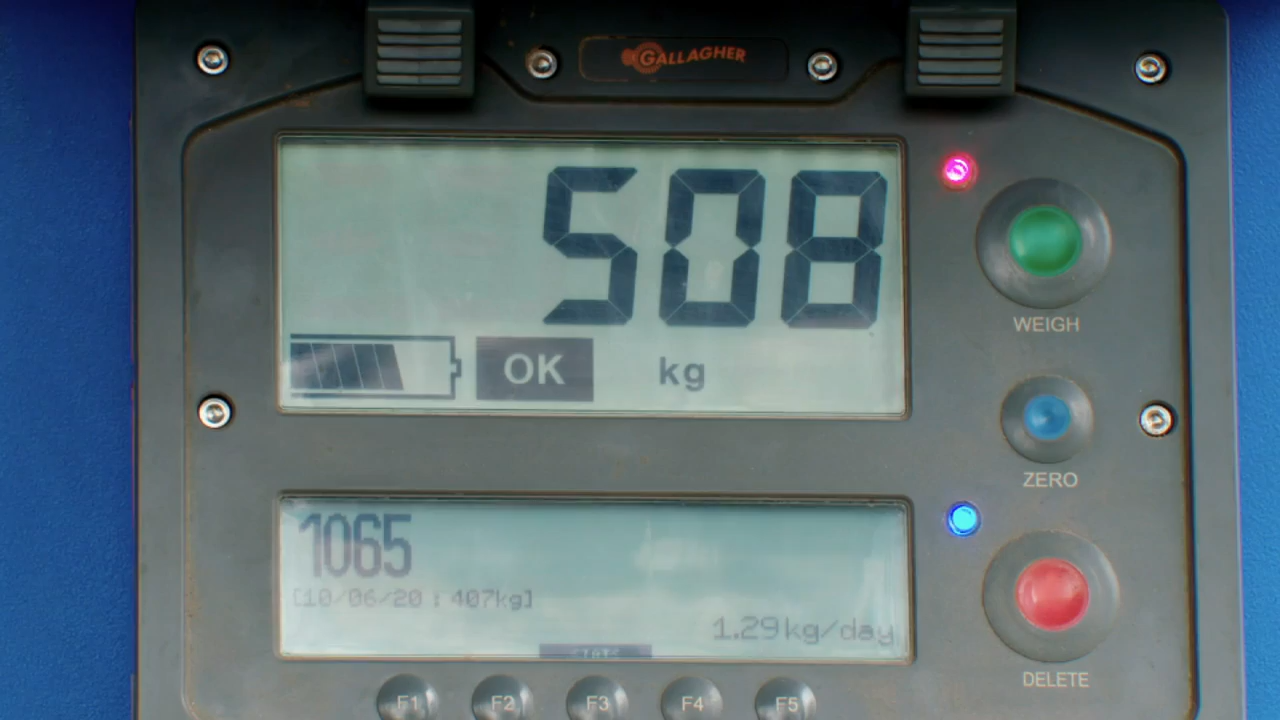 GALLAGHER
508
OK kg
WEIGH
ZERO
1065
[10/06/20 : 407kg]
1.29kg/day
DELETE
F1 F2 F3 F4 F5